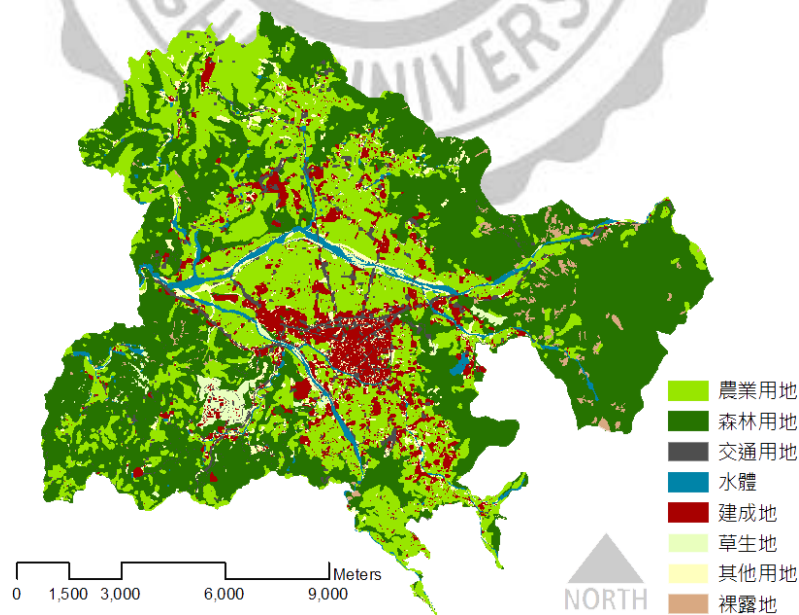 UNIVERS
農業用地
森林用地
交通用地
水體
建成地
草生地
其他用地
裸露地
Meters
0 1,500 3,000 6,000 9,000
NORTH